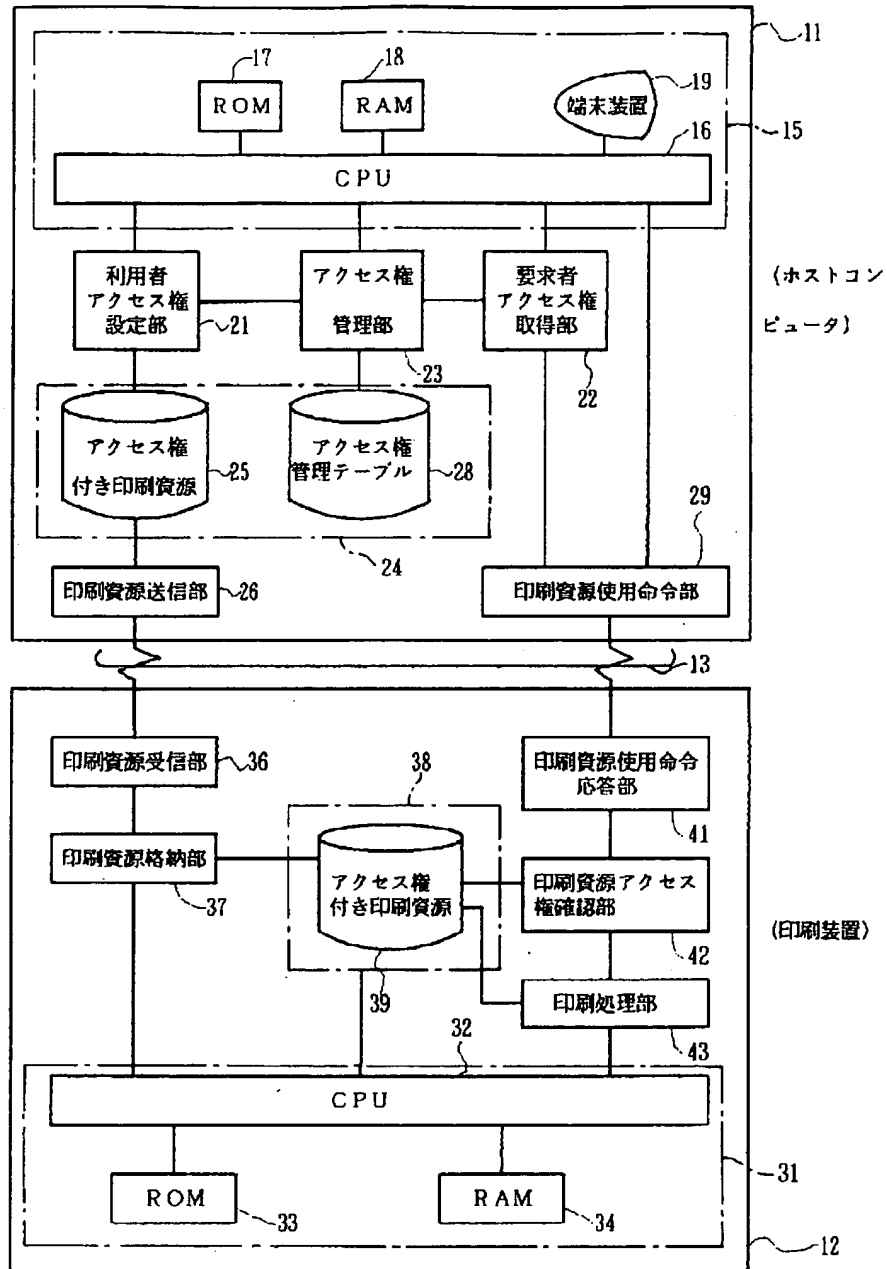 11
17
18
19
ROM
RAM
端末装置
15
16
CPU
利用者
アクセス権
設定部
21
アクセス権
管理部
23
要求者
アクセス権
取得部
22
(ホストコン
ピュータ)
アクセス権
付き印刷資源
25
アクセス権
管理テーブル
28
24
29
印刷資源送信部
26
印刷資源使用命令部
13
印刷資源受信部
36
38
印刷資源使用命令
応答部
41
印刷資源格納部
37
アクセス権
付き印刷資源
39
印刷資源アクセス
権確認部
42
(印刷装置)
印刷処理部
43
32
CPU
31
ROM
33
RAM
34
12